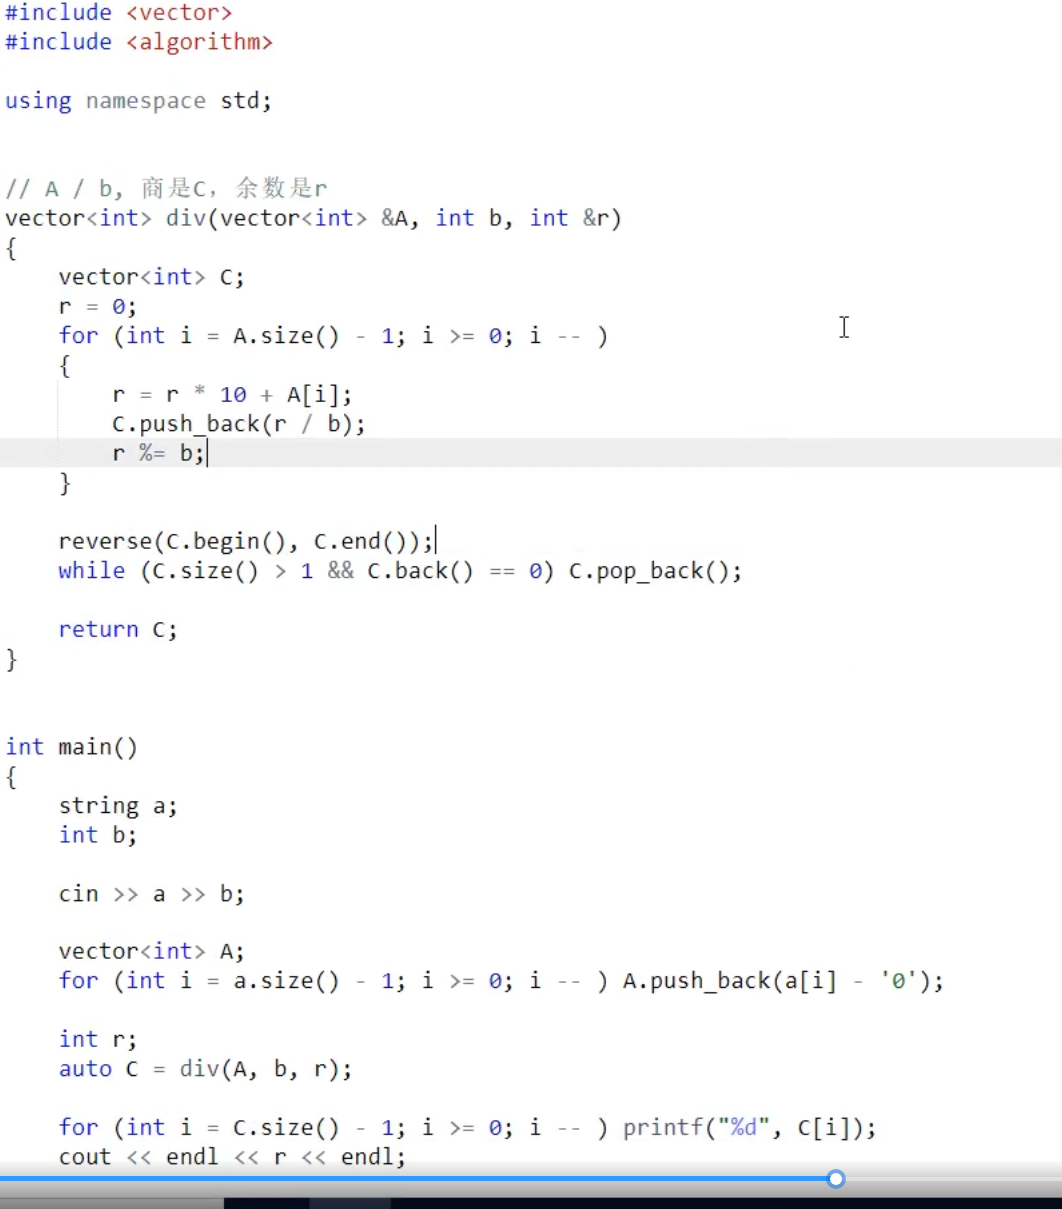 #include <vector>
#include <algorithm>
using namespace std;
// A / b, 商是C, 余数是r
vector<int> div(vector<int> &A, int b, int &r)
{
    vector<int> C;
    r = 0;
    for (int i = A.size() - 1; i >= 0; i -- )
    {
        r = r * 10 + A[i];
        C.push_back(r / b);
        r %= b;
    }
    reverse(C.begin(), C.end());
    while (C.size() > 1 && C.back() == 0) C.pop_back();
    return C;
}
int main()
{
    string a;
    int b;
    cin >> a >> b;
    vector<int> A;
    for (int i = a.size() - 1; i >= 0; i -- ) A.push_back(a[i] - '0');
    int r;
    auto C = div(A, b, r);
    for (int i = C.size() - 1; i >= 0; i -- ) printf("%d", C[i]);
    cout << endl << r << endl;